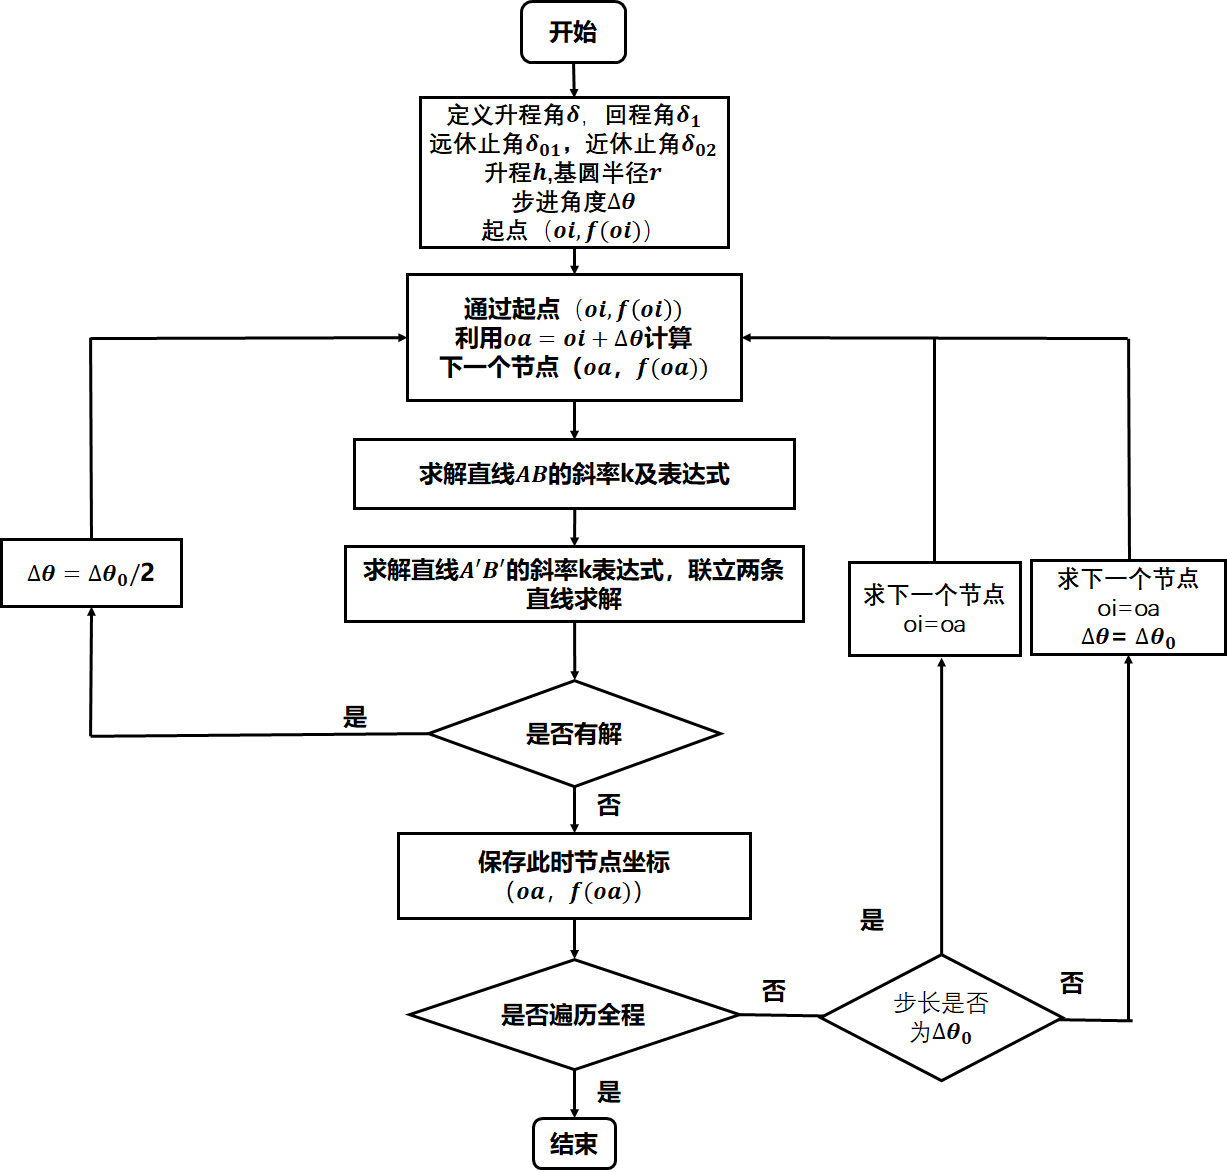 开始
定义升程角δ，回程角δ₁
远休止角δ₀₁，近休止角δ₀₂
升程h,基圆半径r
步进角度Δθ
起点（oi,f(oi)）
通过起点（oi,f(oi)）
利用oa = oi + Δθ计算
下一个节点（oa，f(oa)）
求解直线AB的斜率k及表达式
求解直线A′B′的斜率k表达式，联立两条
直线求解
Δθ = Δθ₀/2
求下一个节点
oi=oa
求下一个节点
oi=oa
Δθ= Δθ₀
是
是否有解
否
保存此时节点坐标
（oa，f(oa)）
是
是否遍历全程
否
步长是否
为Δθ₀
否
是
结束